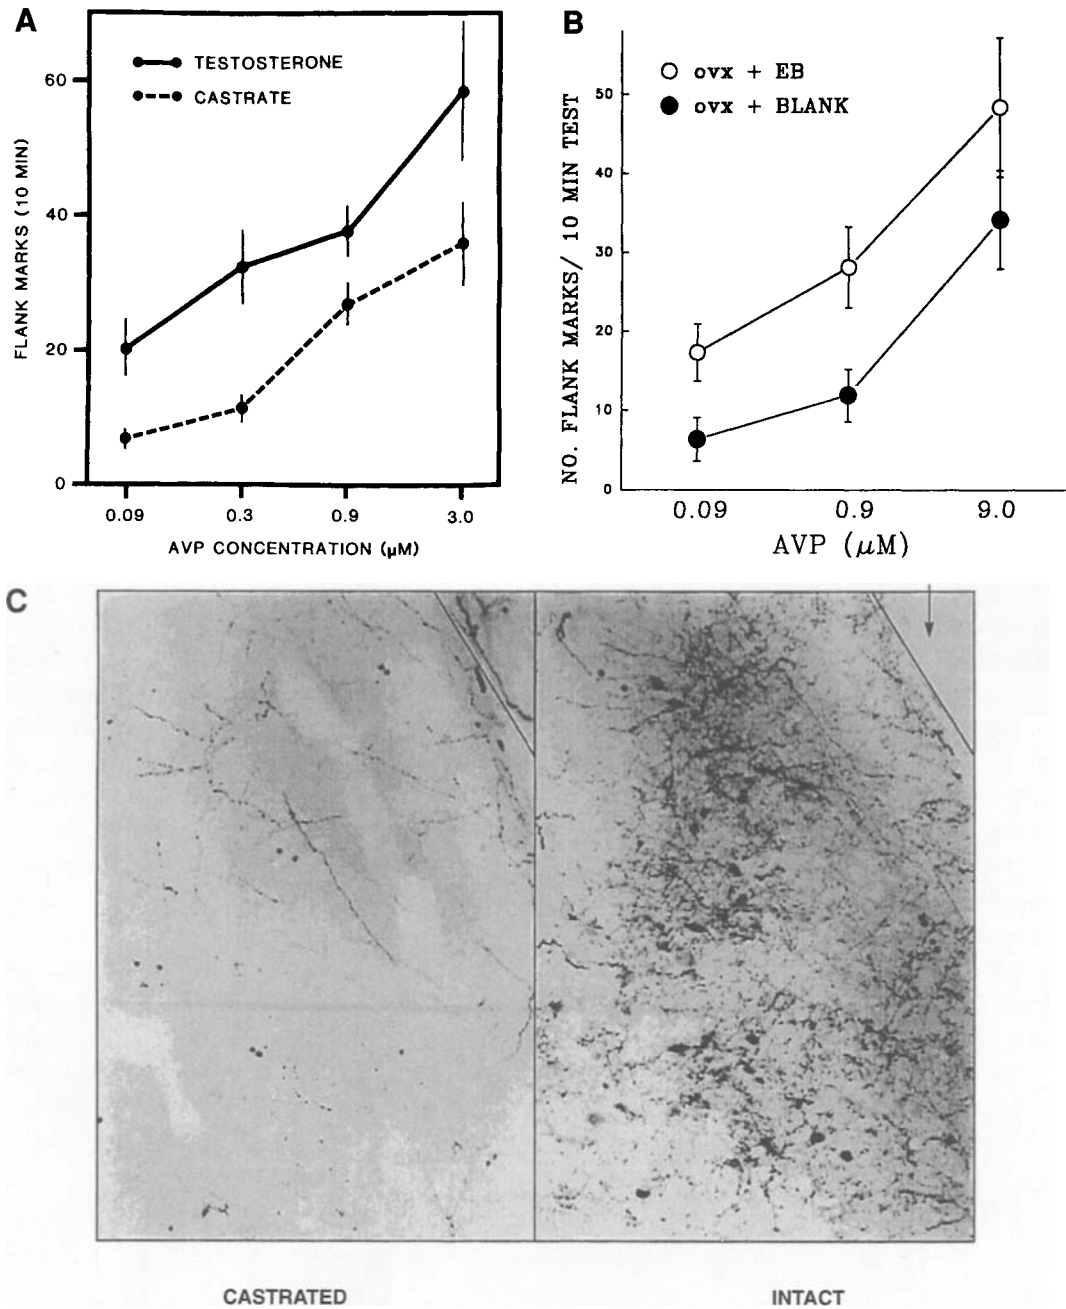 A
TESTOSTERONE
CASTRATE
FLANK MARKS (10 MIN)
60
40
20
0
0.09 0.3 0.9 3.0
AVP CONCENTRATION (μM)
B
ovx + EB
ovx + BLANK
NO. FLANK MARKS/ 10 MIN TEST
50
40
30
20
10
0
0.09 0.9 9.0
AVP (μM)
C
CASTRATED INTACT